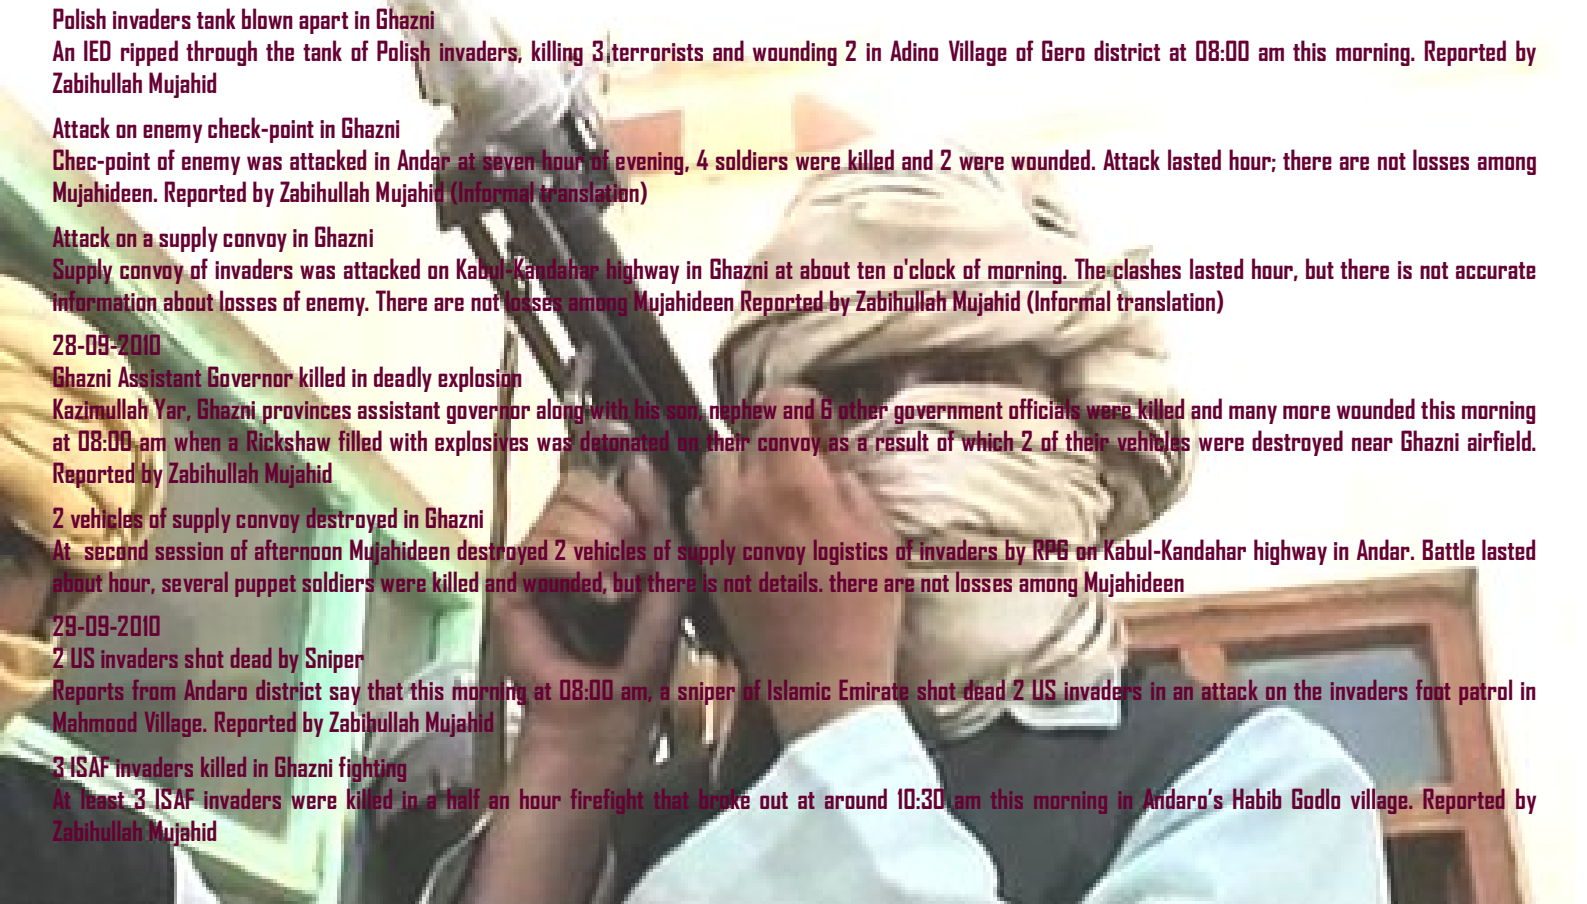 Polish invaders tank blown apart in Ghazni
An IED ripped through the tank of Polish invaders, killing 3 terrorists and wounding 2 in Adino Village of Gero district at 08:00 am this morning. Reported by
Zabihullah Mujahid
Attack on enemy check-point in Ghazni
Chec-point of enemy was attacked in Andar at seven hour of evening, 4 soldiers were killed and 2 were wounded. Attack lasted hour; there are not losses among
Mujahideen. Reported by Zabihullah Mujahid (Informal translation)
Attack on a supply convoy in Ghazni
Supply convoy of invaders was attacked on Kabul-Kandahar highway in Ghazni at about ten o'clock of morning. The clashes lasted hour, but there is not accurate
information about losses of enemy. There are not losses among Mujahideen Reported by Zabihullah Mujahid (Informal translation)
28-09-2010
Ghazni Assistant Governor killed in deadly explosion
Kazimullah Yar, Ghazni provinces assistant governor along with his son, nephew and 6 other government officials were killed and many more wounded this morning
at 08:00 am when a Rickshaw filled with explosives was detonated on their convoy as a result of which 2 of their vehicles were destroyed near Ghazni airfield.
Reported by Zabihullah Mujahid
2 vehicles of supply convoy destroyed in Ghazni
At second session of afternoon Mujahideen destroyed 2 vehicles of supply convoy logistics of invaders by RPG on Kabul-Kandahar highway in Andar. Battle lasted
about hour, several puppet soldiers were killed and wounded, but there is not details. there are not losses among Mujahideen
29-09-2010
2 US invaders shot dead by Sniper
Reports from Andaro district say that this morning at 08:00 am, a sniper of Islamic Emirate shot dead 2 US invaders in an attack on the invaders foot patrol in
Mahmood Village. Reported by Zabihullah Mujahid
3 ISAF invaders killed in Ghazni fighting
At least 3 ISAF invaders were killed in a half an hour firefight that broke out at around 10:30 am this morning in Andaro's Habib Godlo village. Reported by
Zabihullah Mujahid